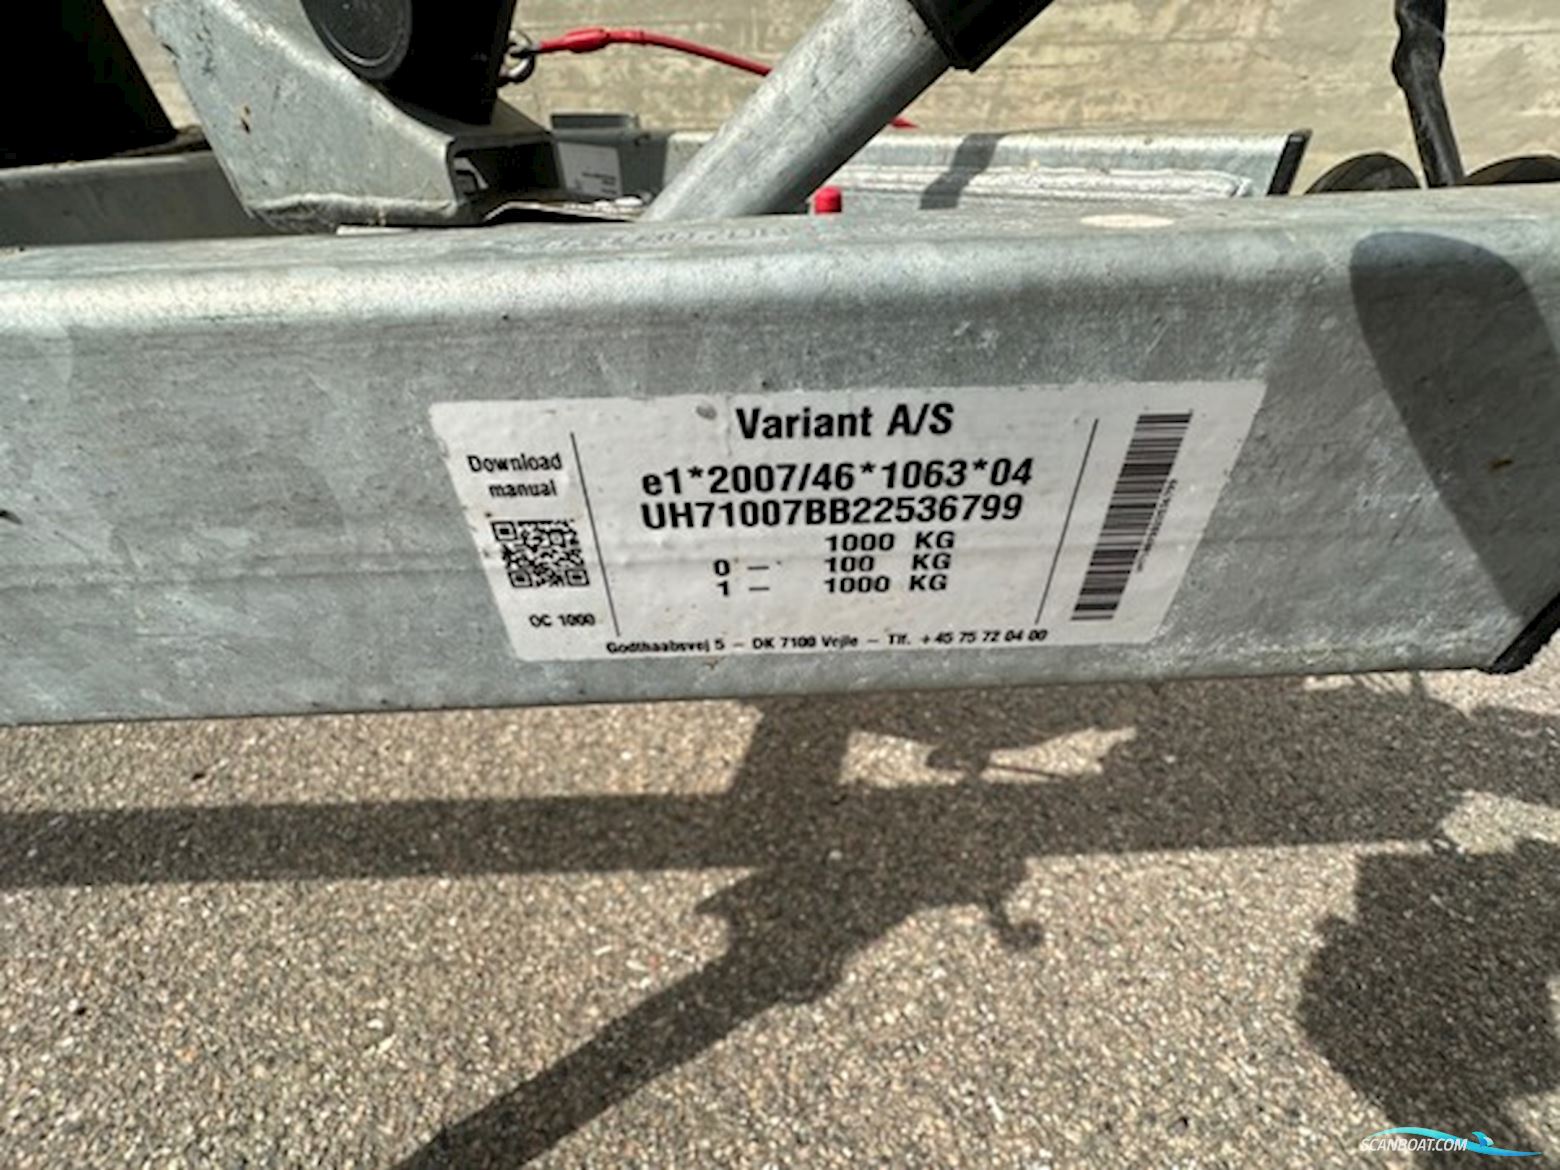 Variant A/S
Download
manual
e1*2007/46*1063*04
UH71007BB22536799
1000 KG
0 - 100 KG
1 - 1000 KG
OC 1000
Godthaabsvej 5 - DK 7100 Vejle - Tlf. +45 75 72 04 00
SCANBOAT.COM